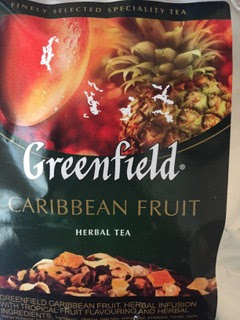 FINELY SELECTED SPECIALITY TEA
Greenfield®
CARIBBEAN FRUIT
HERBAL TEA
GREENFIELD CARIBBEAN FRUIT. HERBAL INFUSION
WITH TROPICAL FRUIT FLAVOURING AND HERBAL
INGREDIENTS.